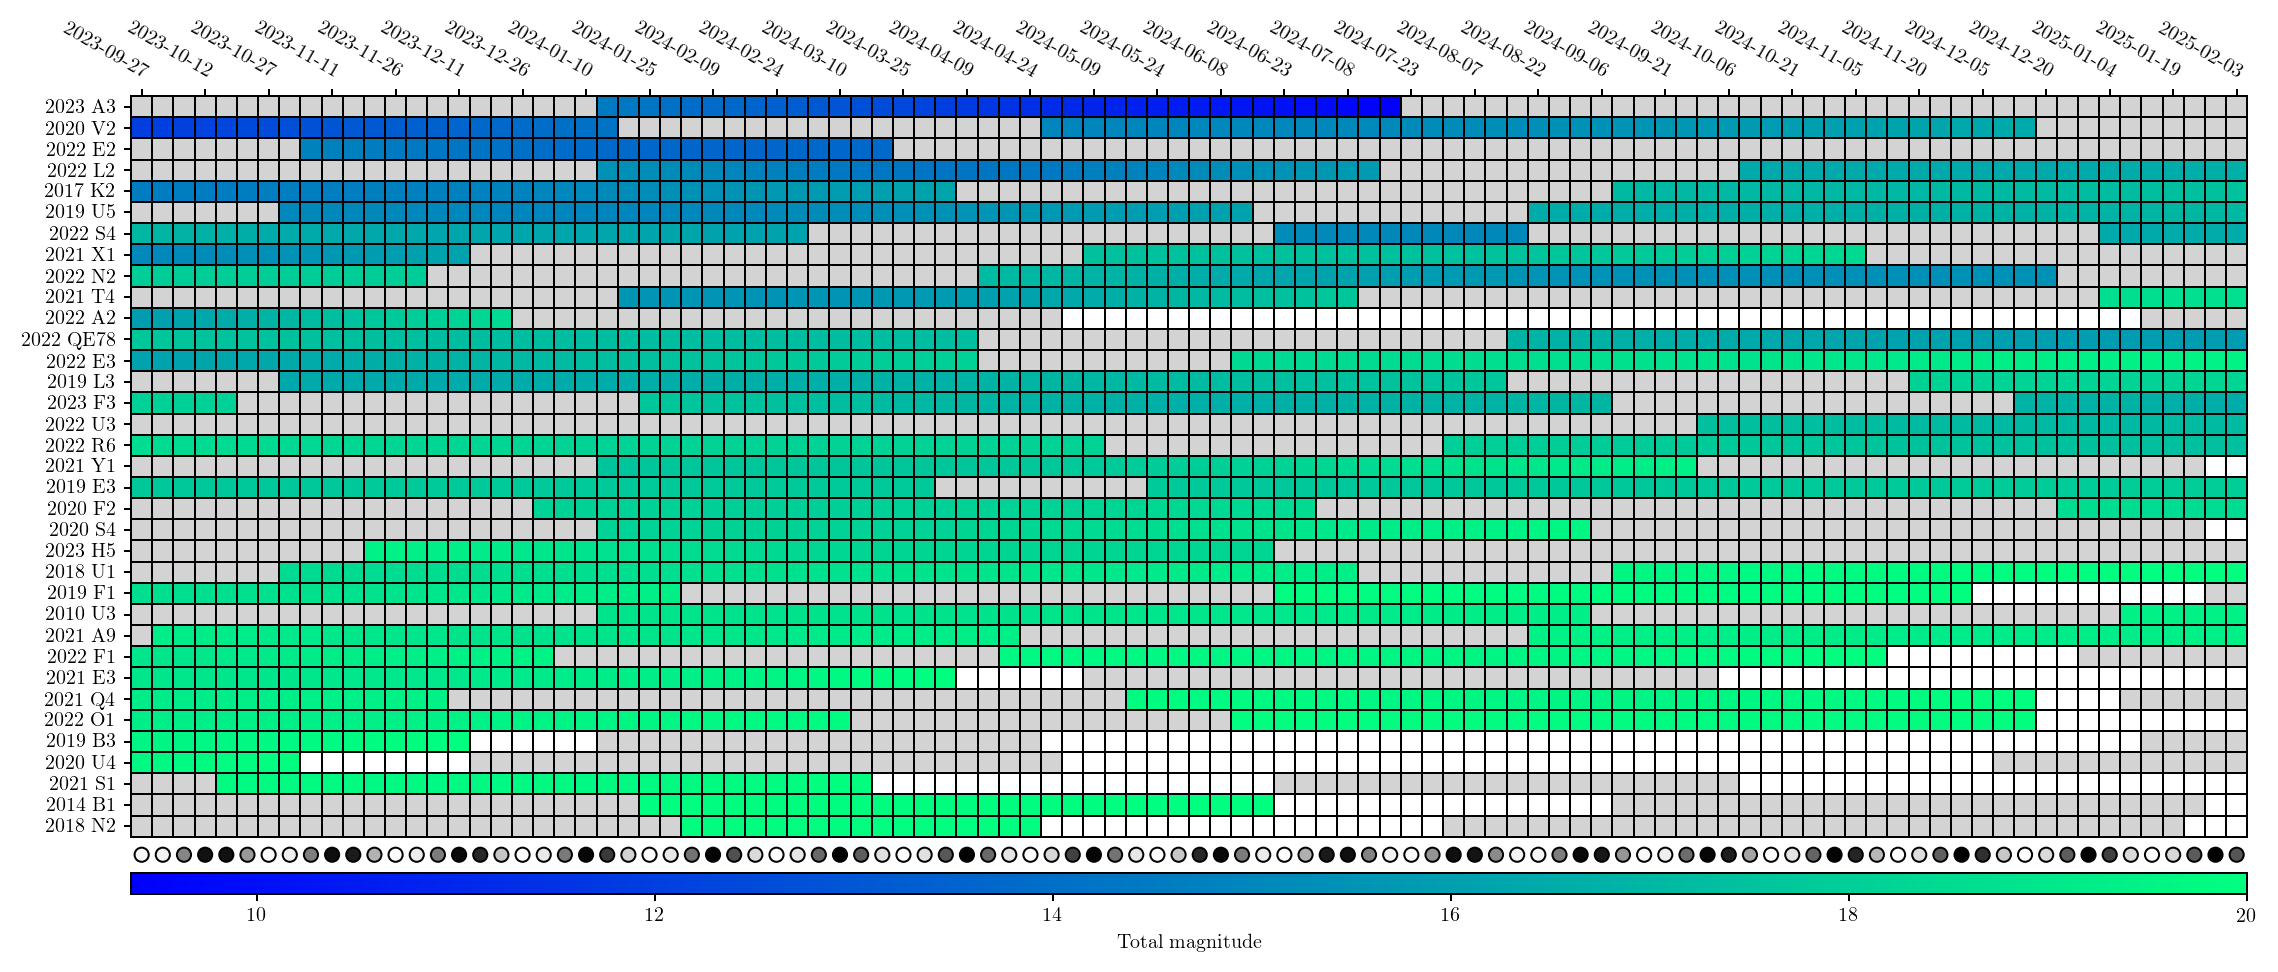 2023-09-27
2023-10-12
2023-10-27
2023-11-11
2023-11-26
2023-12-11
2023-12-26
2024-01-10
2024-01-25
2024-02-09
2024-02-24
2024-03-10
2024-03-25
2024-04-09
2024-04-24
2024-05-09
2024-05-24
2024-06-08
2024-06-23
2024-07-08
2024-07-23
2024-08-07
2024-08-22
2024-09-06
2024-09-21
2024-10-06
2024-10-21
2024-11-05
2024-11-20
2024-12-05
2024-12-20
2025-01-04
2025-01-19
2025-02-03
2023 A3
2020 V2
2022 E2
2022 L2
2017 K2
2019 U5
2022 S4
2021 X1
2022 N2
2021 T4
2022 A2
2022 QE78
2022 E3
2019 L3
2023 F3
2022 U3
2022 R6
2021 Y1
2019 E3
2020 F2
2020 S4
2023 H5
2018 U1
2019 F1
2010 U3
2021 A9
2022 F1
2021 E3
2021 Q4
2022 O1
2019 B3
2020 U4
2021 S1
2014 B1
2018 N2
10 12 14 16 18 20
Total magnitude